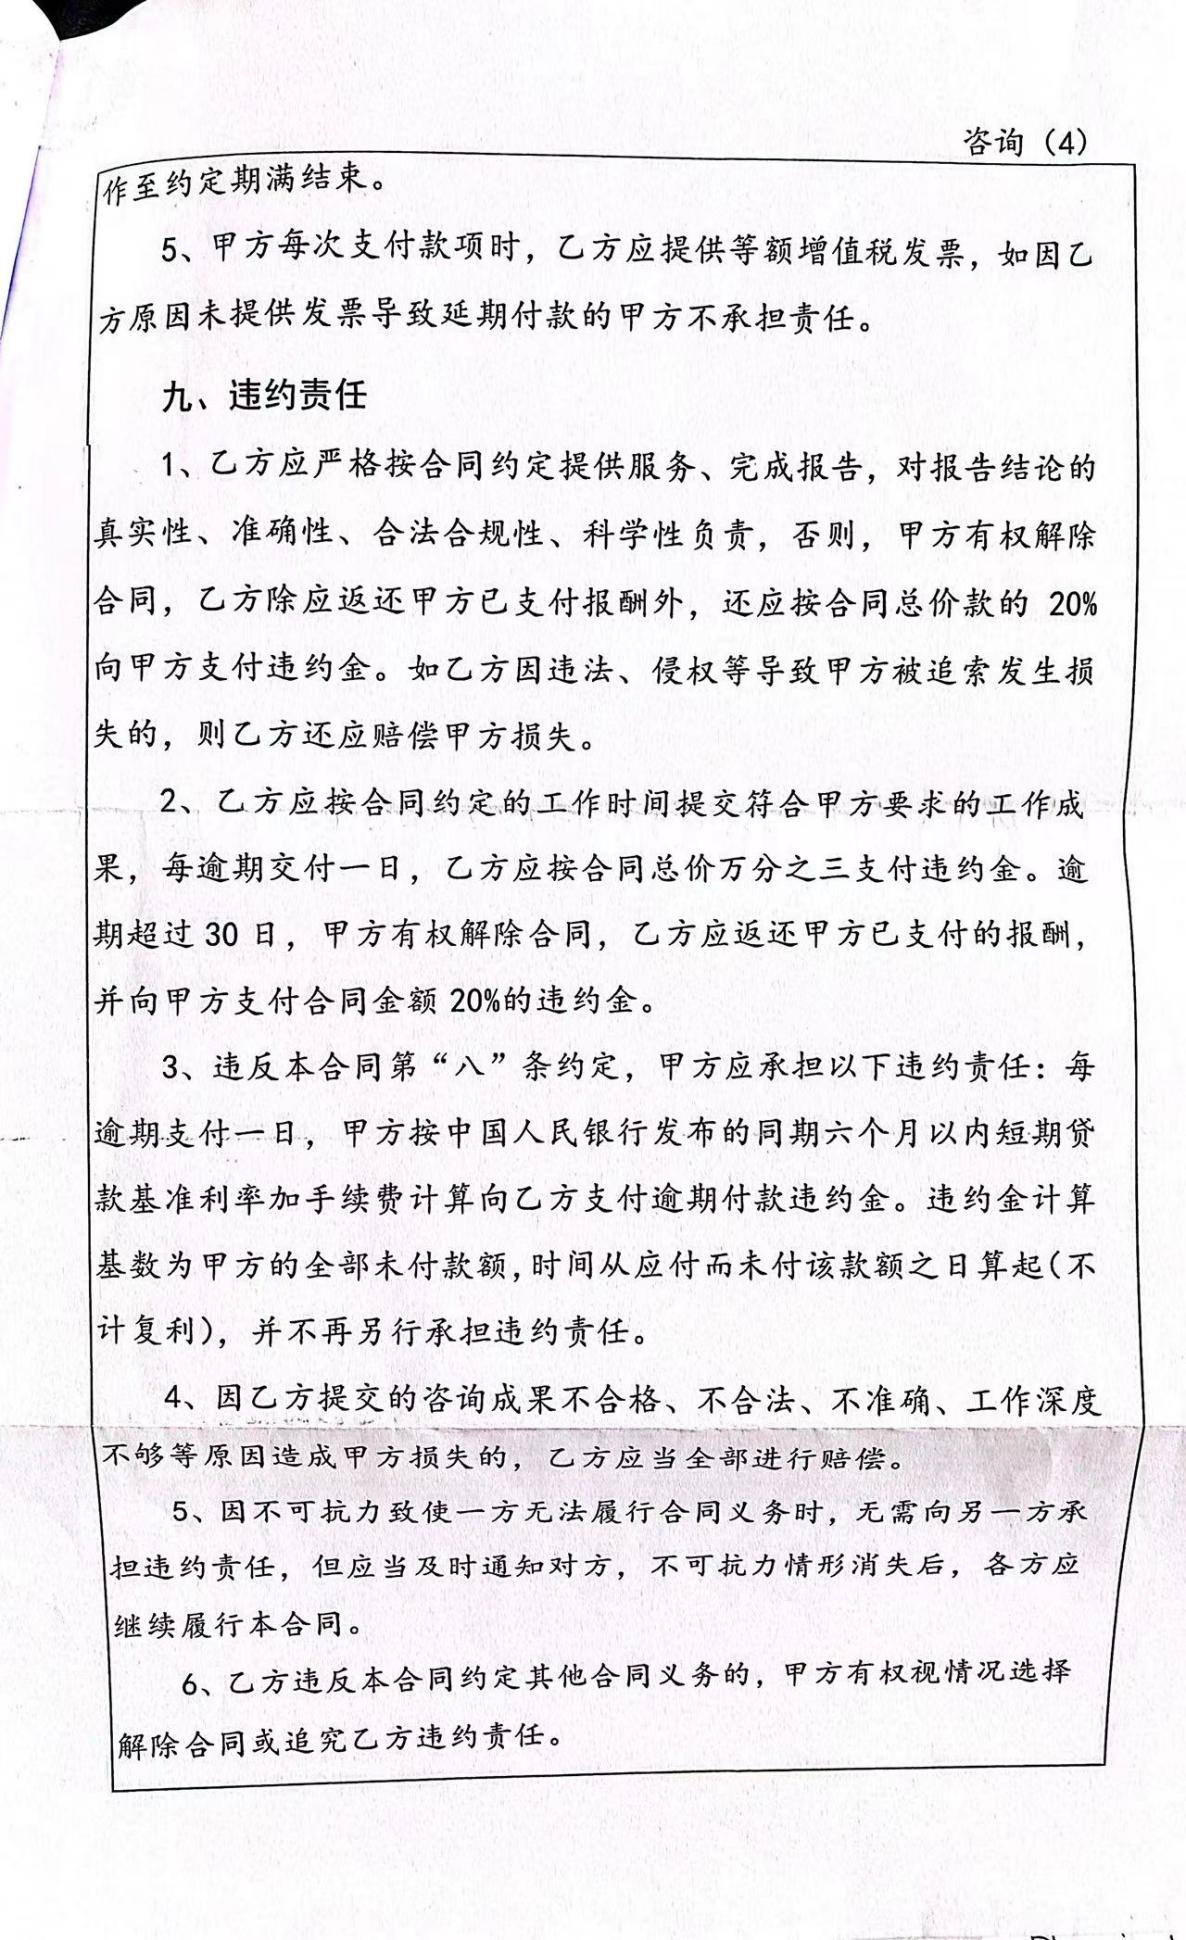 咨询（4）
作至约定期满结束。
5、甲方每次支付款项时，乙方应提供等额增值税发票，如因乙
方原因未提供发票导致延期付款的甲方不承担责任。
九、违约责任
1、乙方应严格按合同约定提供服务、完成报告，对报告结论的
真实性、准确性、合法合规性、科学性负责，否则，甲方有权解除
合同，乙方除应返还甲方已支付报酬外，还应按合同总价款的 20%
向甲方支付违约金。如乙方因违法、侵权等导致甲方被追索发生损
失的，则乙方还应赔偿甲方损失。
2、乙方应按合同约定的工作时间提交符合甲方要求的工作成
果，每逾期交付一日，乙方应按合同总价万分之三支付违约金。逾
期超过 30 日，甲方有权解除合同，乙方应返还甲方已支付的报酬，
并向甲方支付合同金额 20%的违约金。
3、违反本合同第“八”条约定，甲方应承担以下违约责任：每
逾期支付一日，甲方按中国人民银行发布的同期六个月以内短期贷
款基准利率加手续费计算向乙方支付逾期付款违约金。违约金计算
基数为甲方的全部未付款额，时间从应付而未付该款额之日算起（不
计复利），并不再另行承担违约责任。
4、因乙方提交的咨询成果不合格、不合法、不准确、工作深度
不够等原因造成甲方损失的，乙方应当全部进行赔偿。
5、因不可抗力致使一方无法履行合同义务时，无需向另一方承
担违约责任，但应当及时通知对方，不可抗力情形消失后，各方应
继续履行本合同。
6、乙方违反本合同约定其他合同义务的，甲方有权视情况选择
解除合同或追究乙方违约责任。